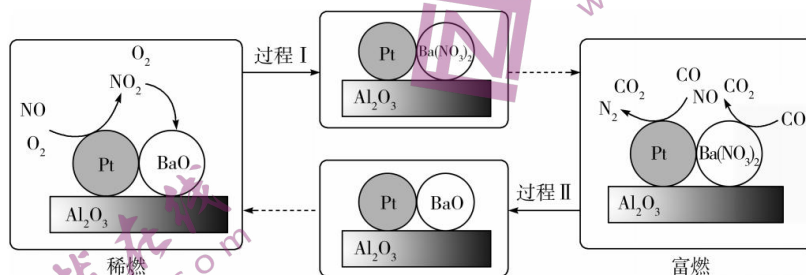 O₂
NO₂
NO
O₂
Pt
BaO
Al₂O₃
稀燃
过程Ⅰ
Pt
Ba(NO₃)₂
Al₂O₃
Pt
BaO
Al₂O₃
过程Ⅱ
CO₂
CO
CO₂
N₂
NO
CO
Pt
Ba(NO₃)₂
Al₂O₃
富燃